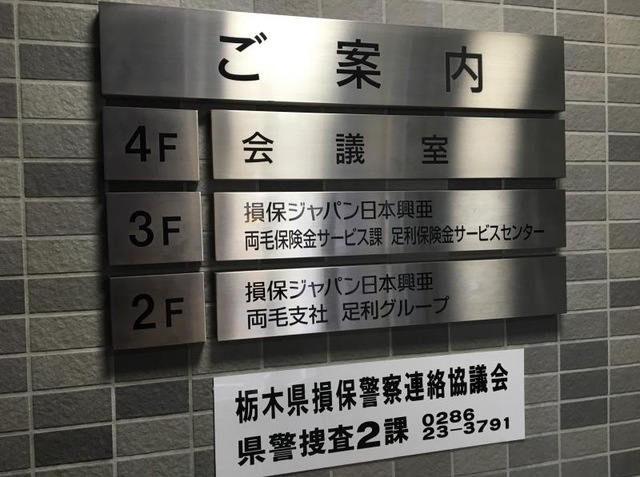 ご案内
4F 会議室
3F 損保ジャパン日本興亜
両毛保険金サービス課 足利保険金サービスセンター
2F 損保ジャパン日本興亜
両毛支社 足利グループ
栃木県損保警察連絡協議会
県警捜査2課 0286
23-3791